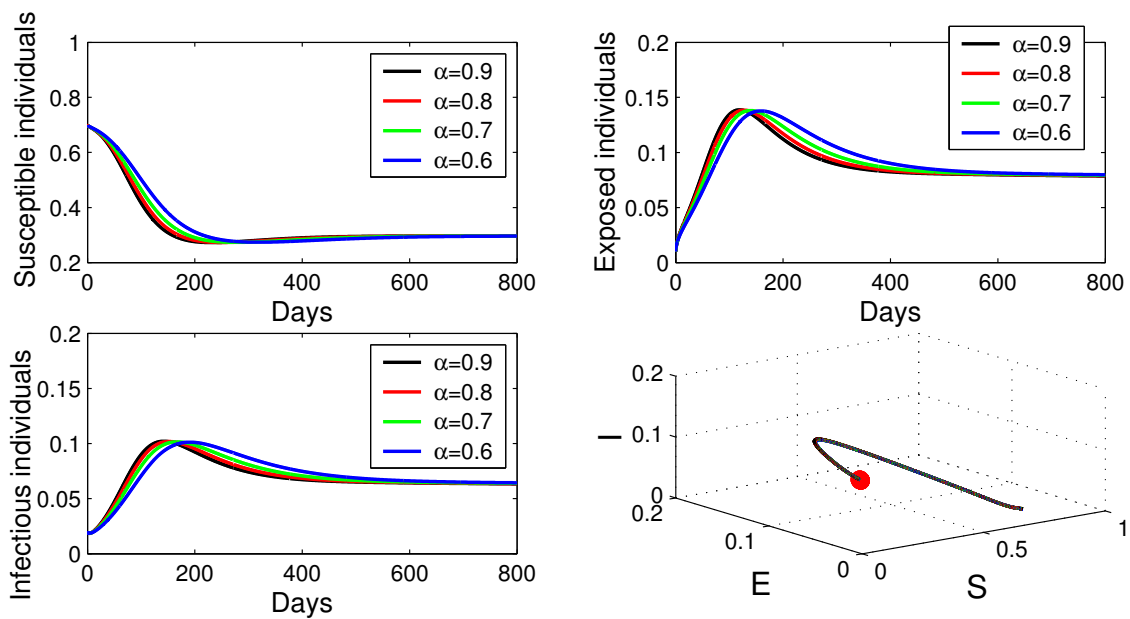 Susceptible individuals
1
0.8
0.6
0.4
0.2
0 200 400 600 800
Days
α=0.9
α=0.8
α=0.7
α=0.6
Exposed individuals
0.2
0.15
0.1
0.05
0
0 200 400 600 800
Days
α=0.9
α=0.8
α=0.7
α=0.6
Infectious individuals
0.2
0.15
0.1
0.05
0
0 200 400 600 800
Days
α=0.9
α=0.8
α=0.7
α=0.6
I
0.2
0.1
0
0.2
0.1
0
E
0
0.5
1
S